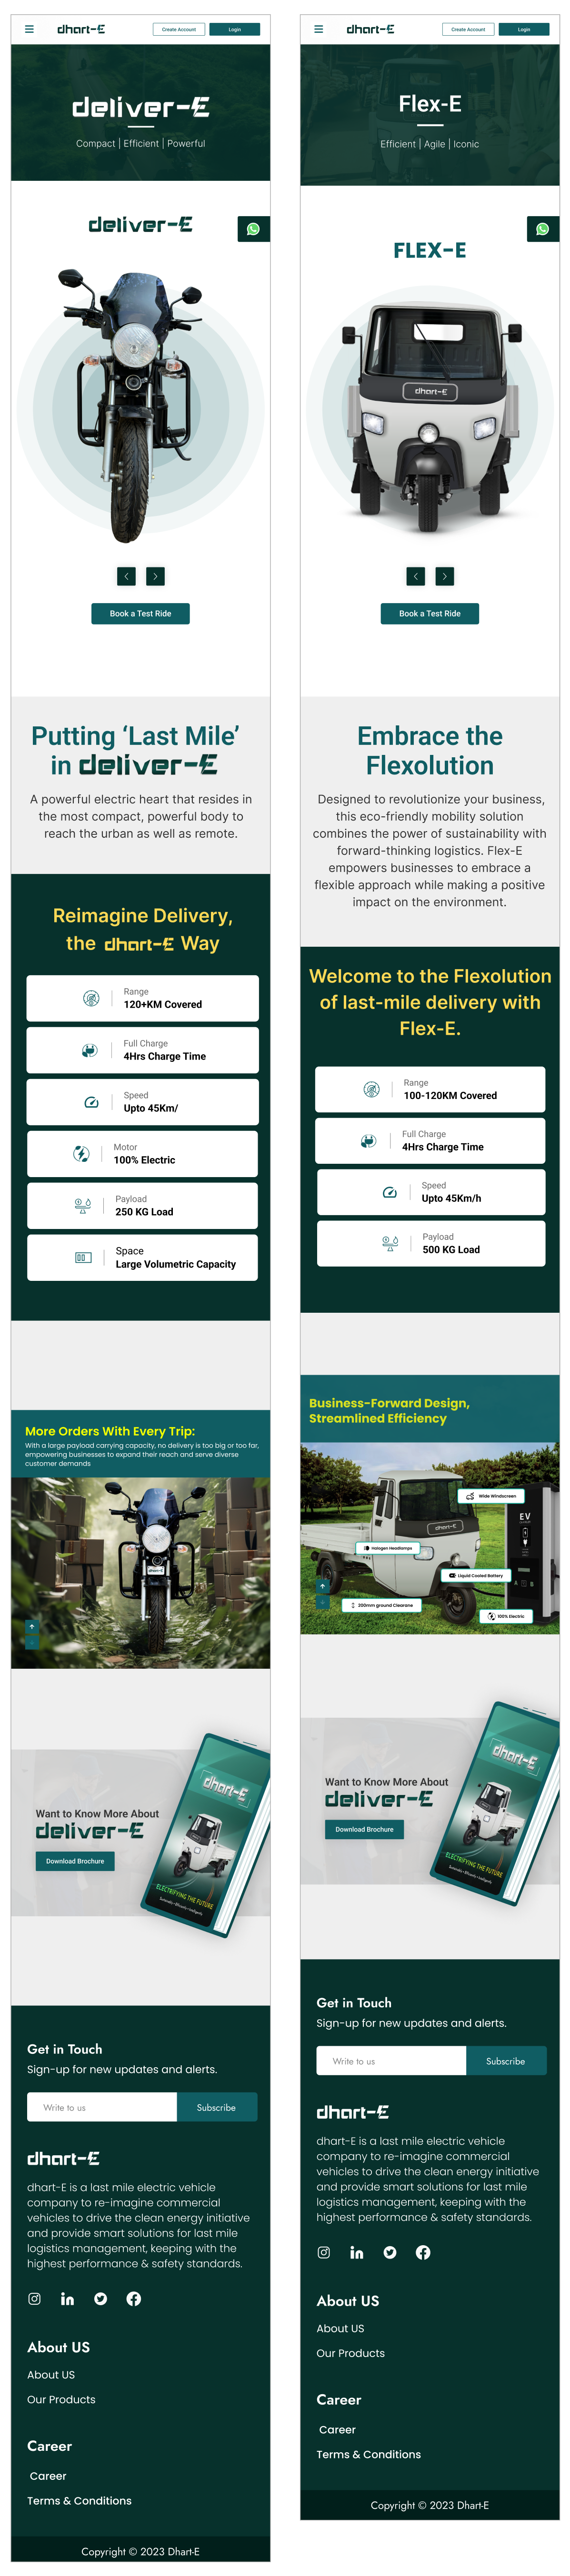 dhart-E
Create Account
Login
deliver-E
Compact | Efficient | Powerful
deliver-E
Book a Test Ride
Putting ‘Last Mile’
in deliver-E
A powerful electric heart that resides in
the most compact, powerful body to
reach the urban as well as remote.
Reimagine Delivery,
the dhart-E Way
Range
120+KM Covered
Full Charge
4Hrs Charge Time
Speed
Upto 45Km/
Motor
100% Electric
Payload
250 KG Load
Space
Large Volumetric Capacity
More Orders With Every Trip:
With a large payload carrying capacity, no delivery is too big or too far,
empowering businesses to expand their reach and serve diverse
customer demands
dhart-E
Want to Know More About
deliver-E
Download Brochure
dhart-E
ELECTRIFYING THE FUTURE
Get in Touch
Sign-up for new updates and alerts.
Write to us
Subscribe
dhart-E
dhart-E is a last mile electric vehicle
company to re-imagine commercial
vehicles to drive the clean energy initiative
and provide smart solutions for last mile
logistics management, keeping with the
highest performance & safety standards.
About US
About US
Our Products
Career
Career
Terms & Conditions
Copyright © 2023 Dhart-E
dhart-E
Create Account
Login
Flex-E
Efficient | Agile | Iconic
FLEX-E
dhart-E
Book a Test Ride
Embrace the
Flexolution
Designed to revolutionize your business,
this eco-friendly mobility solution
combines the power of sustainability with
forward-thinking logistics. Flex-E
empowers businesses to embrace a
flexible approach while making a positive
impact on the environment.
Welcome to the Flexolution
of last-mile delivery with
Flex-E.
Range
100-120KM Covered
Full Charge
4Hrs Charge Time
Speed
Upto 45Km/h
Payload
500 KG Load
Business-Forward Design,
Streamlined Efficiency
Wide Windscreen
dhart-E
EV
Halogen Headlamps
Liquid Cooled Battery
200mm ground Clearane
100% Electric
Want to Know More About
deliver-E
Download Brochure
dhart-E
ELECTRIFYING THE FUTURE
Get in Touch
Sign-up for new updates and alerts.
Write to us
Subscribe
dhart-E
dhart-E is a last mile electric vehicle
company to re-imagine commercial
vehicles to drive the clean energy initiative
and provide smart solutions for last mile
logistics management, keeping with the
highest performance & safety standards.
About US
About US
Our Products
Career
Career
Terms & Conditions
Copyright © 2023 Dhart-E